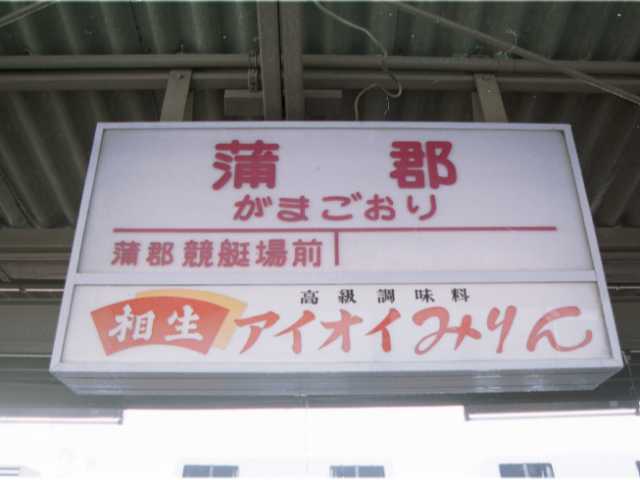 蒲郡
がまごおり
蒲郡競艇場前
高級調味料
相生 アイオイみりん